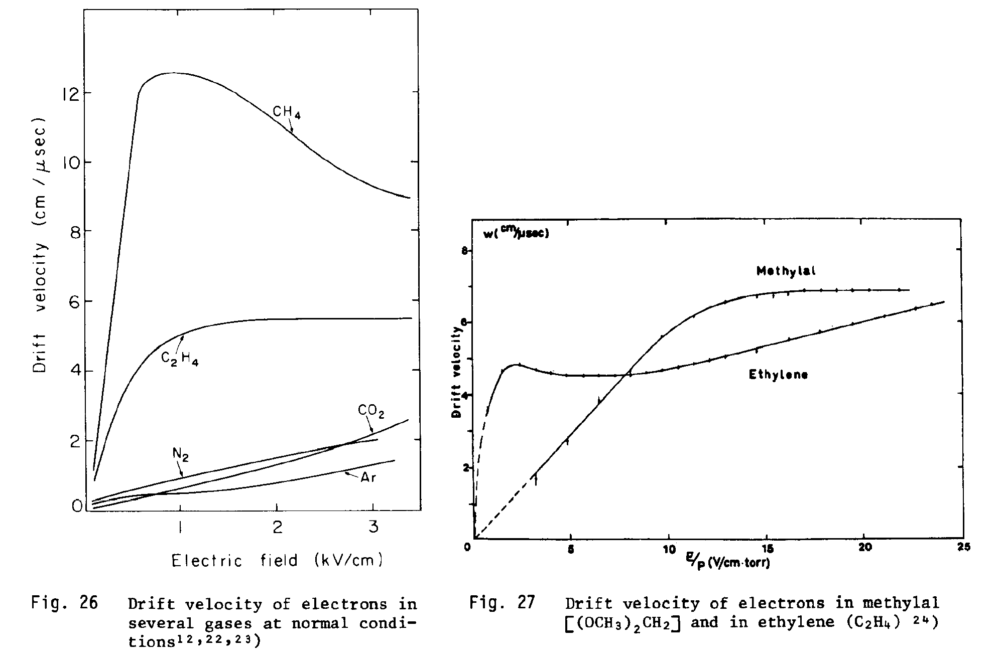 12
10
8
6
4
2
0
Drift velocity (cm / μsec)
CH₄
C₂H₄
CO₂
N₂
Ar
1 2 3
Electric field (kV/cm)
Fig. 26 Drift velocity of electrons in
several gases at normal condi-
tions¹²,²²,²³)
w(cm/μsec)
8
6
4
2
Drift velocity
Methylal
Ethylene
0 5 10 15 20 25
E/p (V/cm·torr)
Fig. 27 Drift velocity of electrons in methylal
[(OCH₃)₂CH₂] and in ethylene (C₂H₄) ²⁴)